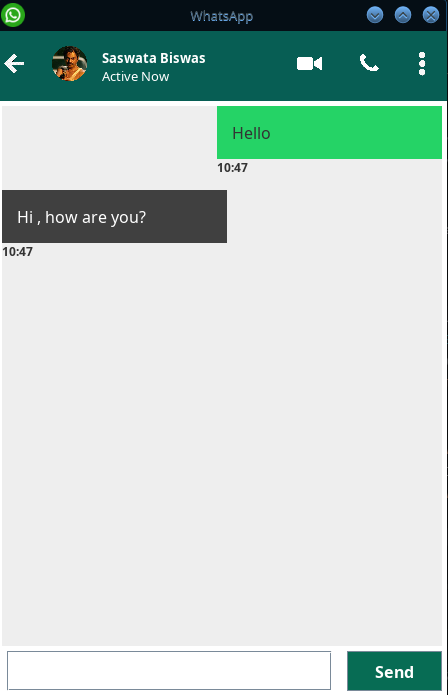 WhatsApp
Saswata Biswas
Active Now
Hello
10:47
Hi , how are you?
10:47
Send